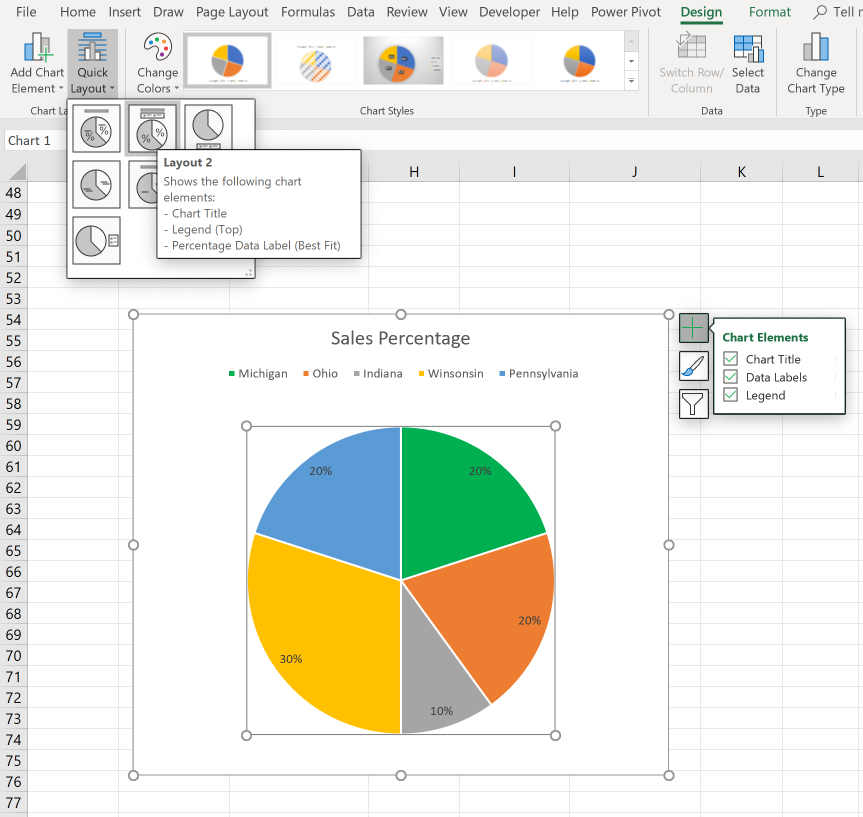 File Home Insert Draw Page Layout Formulas Data Review View Developer Help Power Pivot Design Format Tell
Add Chart Element
Quick Layout
Change Colors
Switch Row/ Column
Select Data
Change Chart Type
Chart La
Chart Styles
Data
Type
Chart 1
Layout 2
Shows the following chart
elements:
- Chart Title
- Legend (Top)
- Percentage Data Label (Best Fit)
% % % %
H I J K L
48
49
50
51
52
53
54
55
56
57
58
59
60
61
62
63
64
65
66
67
68
69
70
71
72
73
74
75
76
77
Sales Percentage
Michigan Ohio Indiana Winsonsin Pennsylvania
20% 20%
20%
30%
10%
Chart Elements
Chart Title
Data Labels
Legend